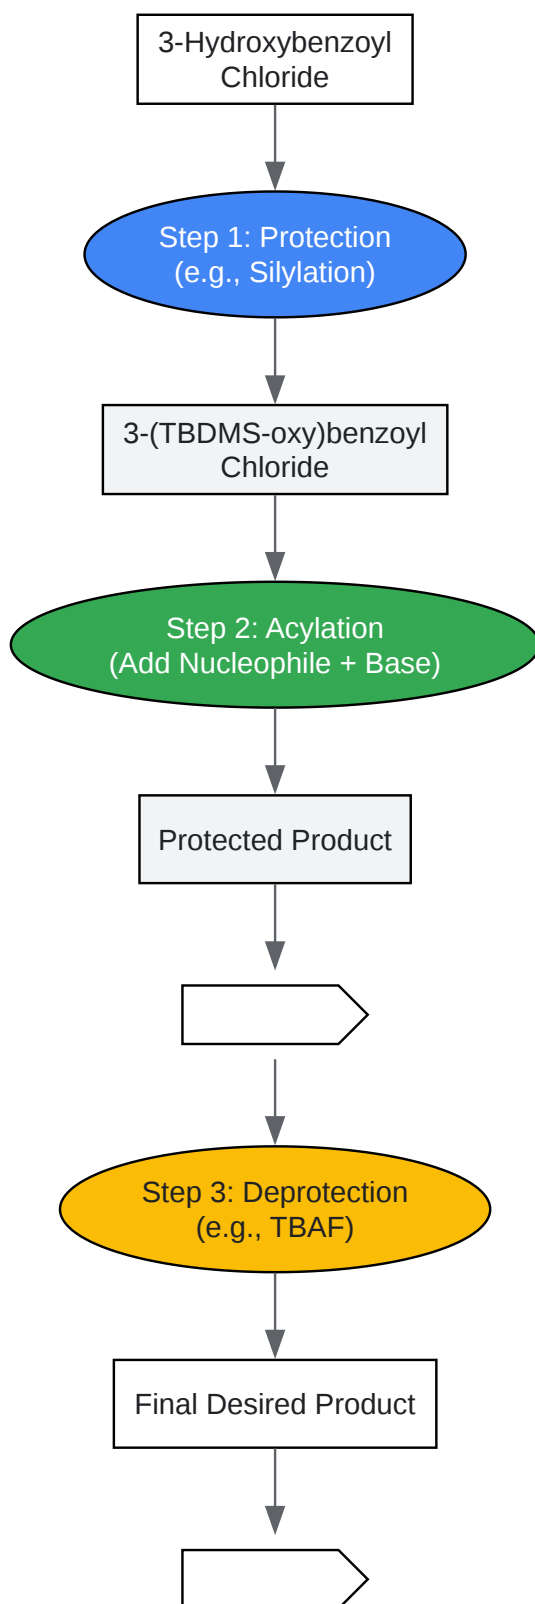 3-Hydroxybenzoyl
Chloride
Step 1: Protection
(e.g., Silylation)
3-(TBDMS-oxy)benzoyl
Chloride
Step 2: Acylation
(Add Nucleophile + Base)
Protected Product
Step 3: Deprotection
(e.g., TBAF)
Final Desired Product